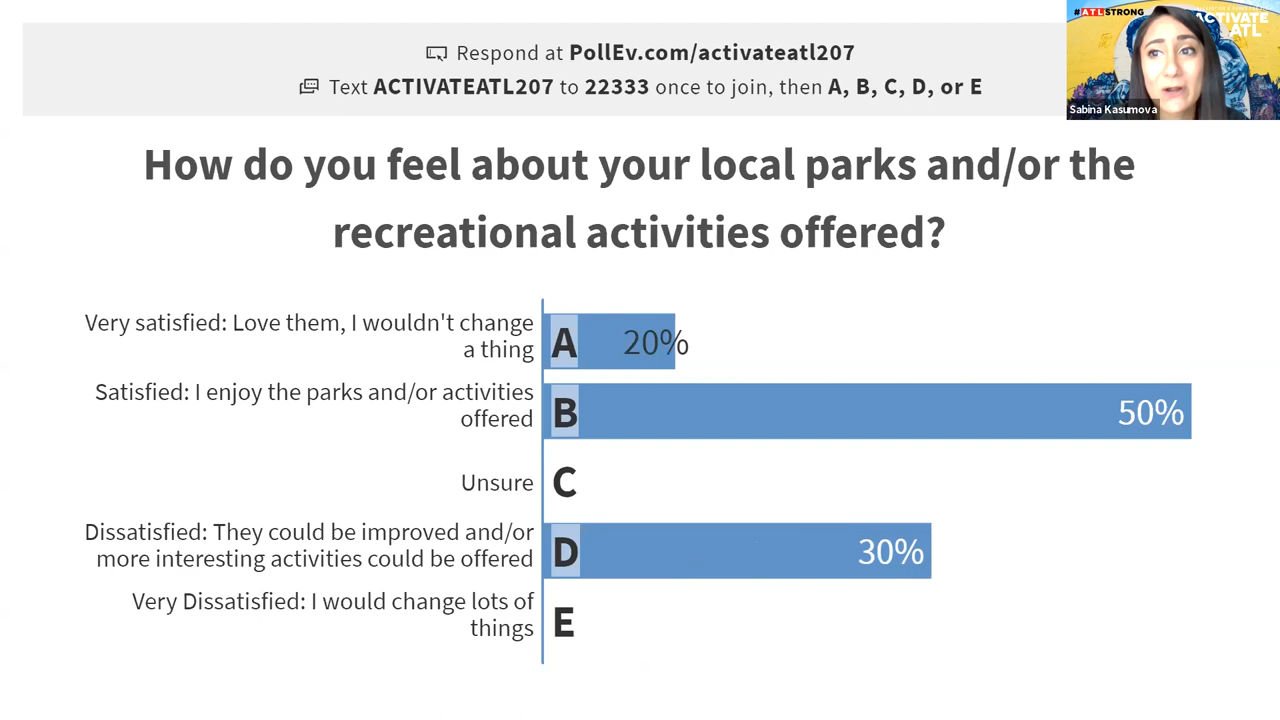 Respond at PollEv.com/activateatl207
Text ACTIVATEATL207 to 22333 once to join, then A, B, C, D, or E
#ATLSTRONG
ACTIVATE
ATL
Sabina Kasumova
How do you feel about your local parks and/or the
recreational activities offered?
Very satisfied: Love them, I wouldn't change
a thing
A
20%
Satisfied: I enjoy the parks and/or activities
offered
B
50%
Unsure
C
Dissatisfied: They could be improved and/or
more interesting activities could be offered
D
30%
Very Dissatisfied: I would change lots of
things
E